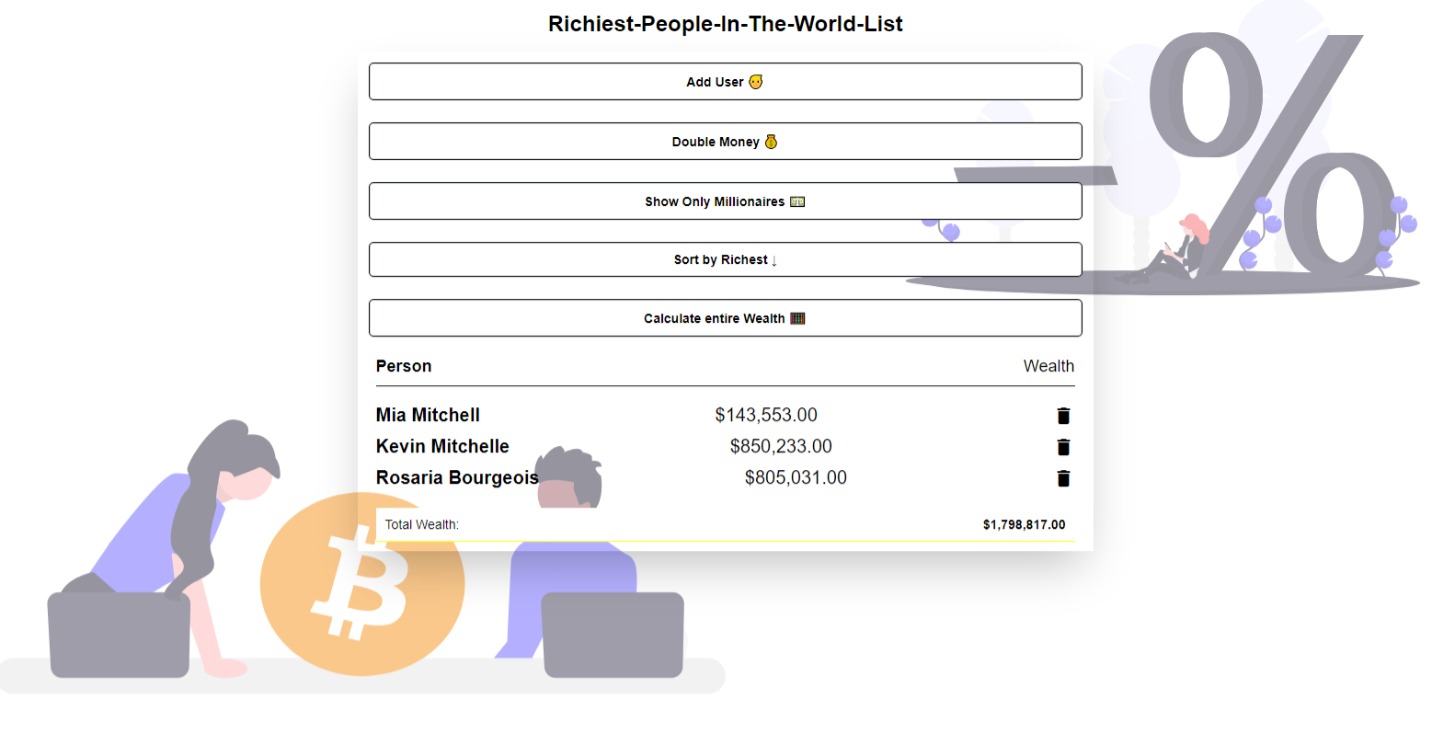 Richiest-People-In-The-World-List
Add User 👨‍🦱
Double Money 💰
Show Only Millionaires 💵
Sort by Richest ↓
Calculate entire Wealth 🧮
Person Wealth
Mia Mitchell $143,553.00
Kevin Mitchelle $850,233.00
Rosaria Bourgeois $805,031.00
Total Wealth: $1,798,817.00